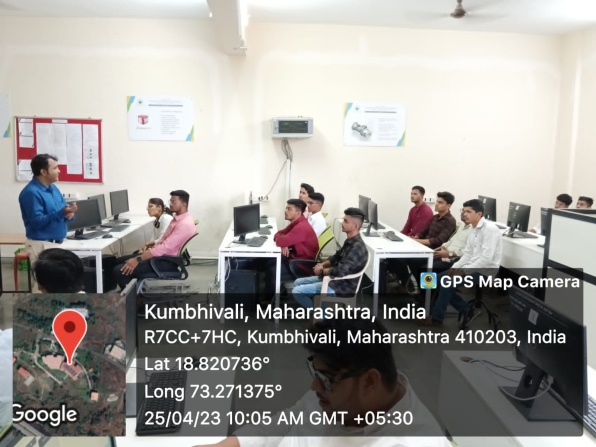 GPS Map Camera
Kumbhivali, Maharashtra, India
R7CC+7HC, Kumbhivali, Maharashtra 410203, India
Lat 18.820736°
Long 73.271375°
25/04/23 10:05 AM GMT +05:30
Google